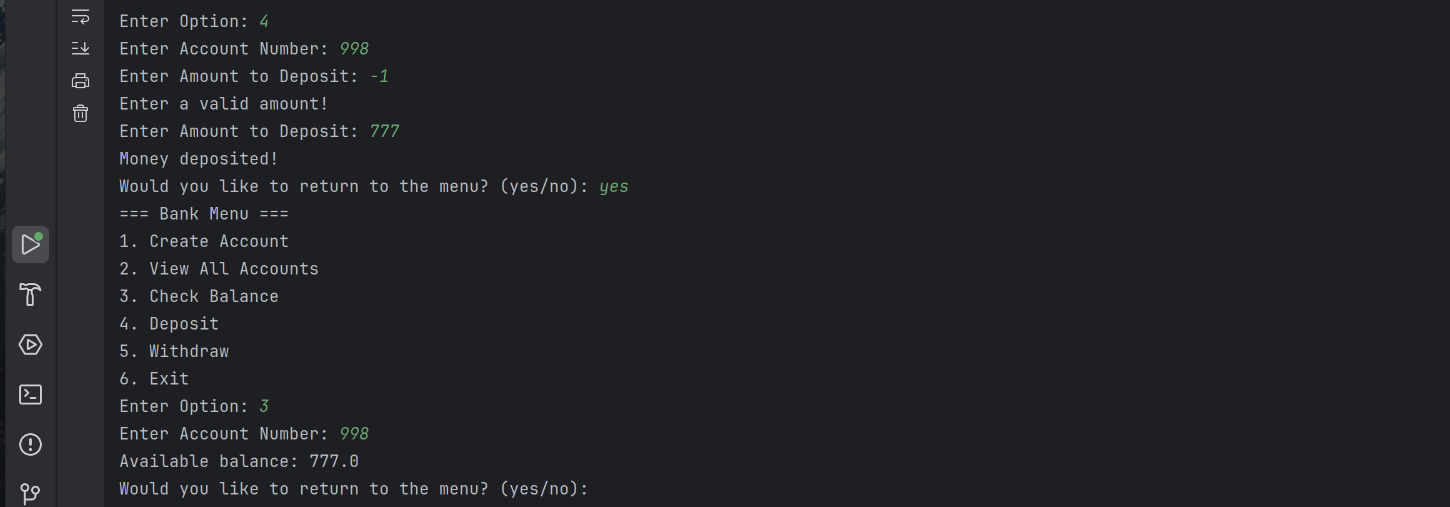 Enter Option: 4
Enter Account Number: 998
Enter Amount to Deposit: -1
Enter a valid amount!
Enter Amount to Deposit: 777
Money deposited!
Would you like to return to the menu? (yes/no): yes
=== Bank Menu ===
1. Create Account
2. View All Accounts
3. Check Balance
4. Deposit
5. Withdraw
6. Exit
Enter Option: 3
Enter Account Number: 998
Available balance: 777.0
Would you like to return to the menu? (yes/no):